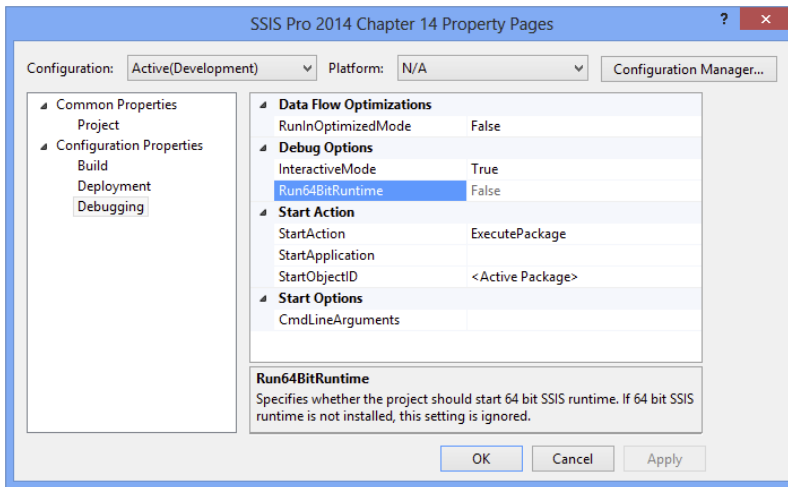 SSIS Pro 2014 Chapter 14 Property Pages
?
×
Configuration: Active(Development) Platform: N/A Configuration Manager...
Common Properties
Project
Configuration Properties
Build
Deployment
Debugging
Data Flow Optimizations
RunInOptimizedMode False
Debug Options
InteractiveMode True
Run64BitRuntime False
Start Action
StartAction ExecutePackage
StartApplication
StartObjectID <Active Package>
Start Options
CmdLineArguments
Run64BitRuntime
Specifies whether the project should start 64 bit SSIS runtime. If 64 bit SSIS
runtime is not installed, this setting is ignored.
OK Cancel Apply